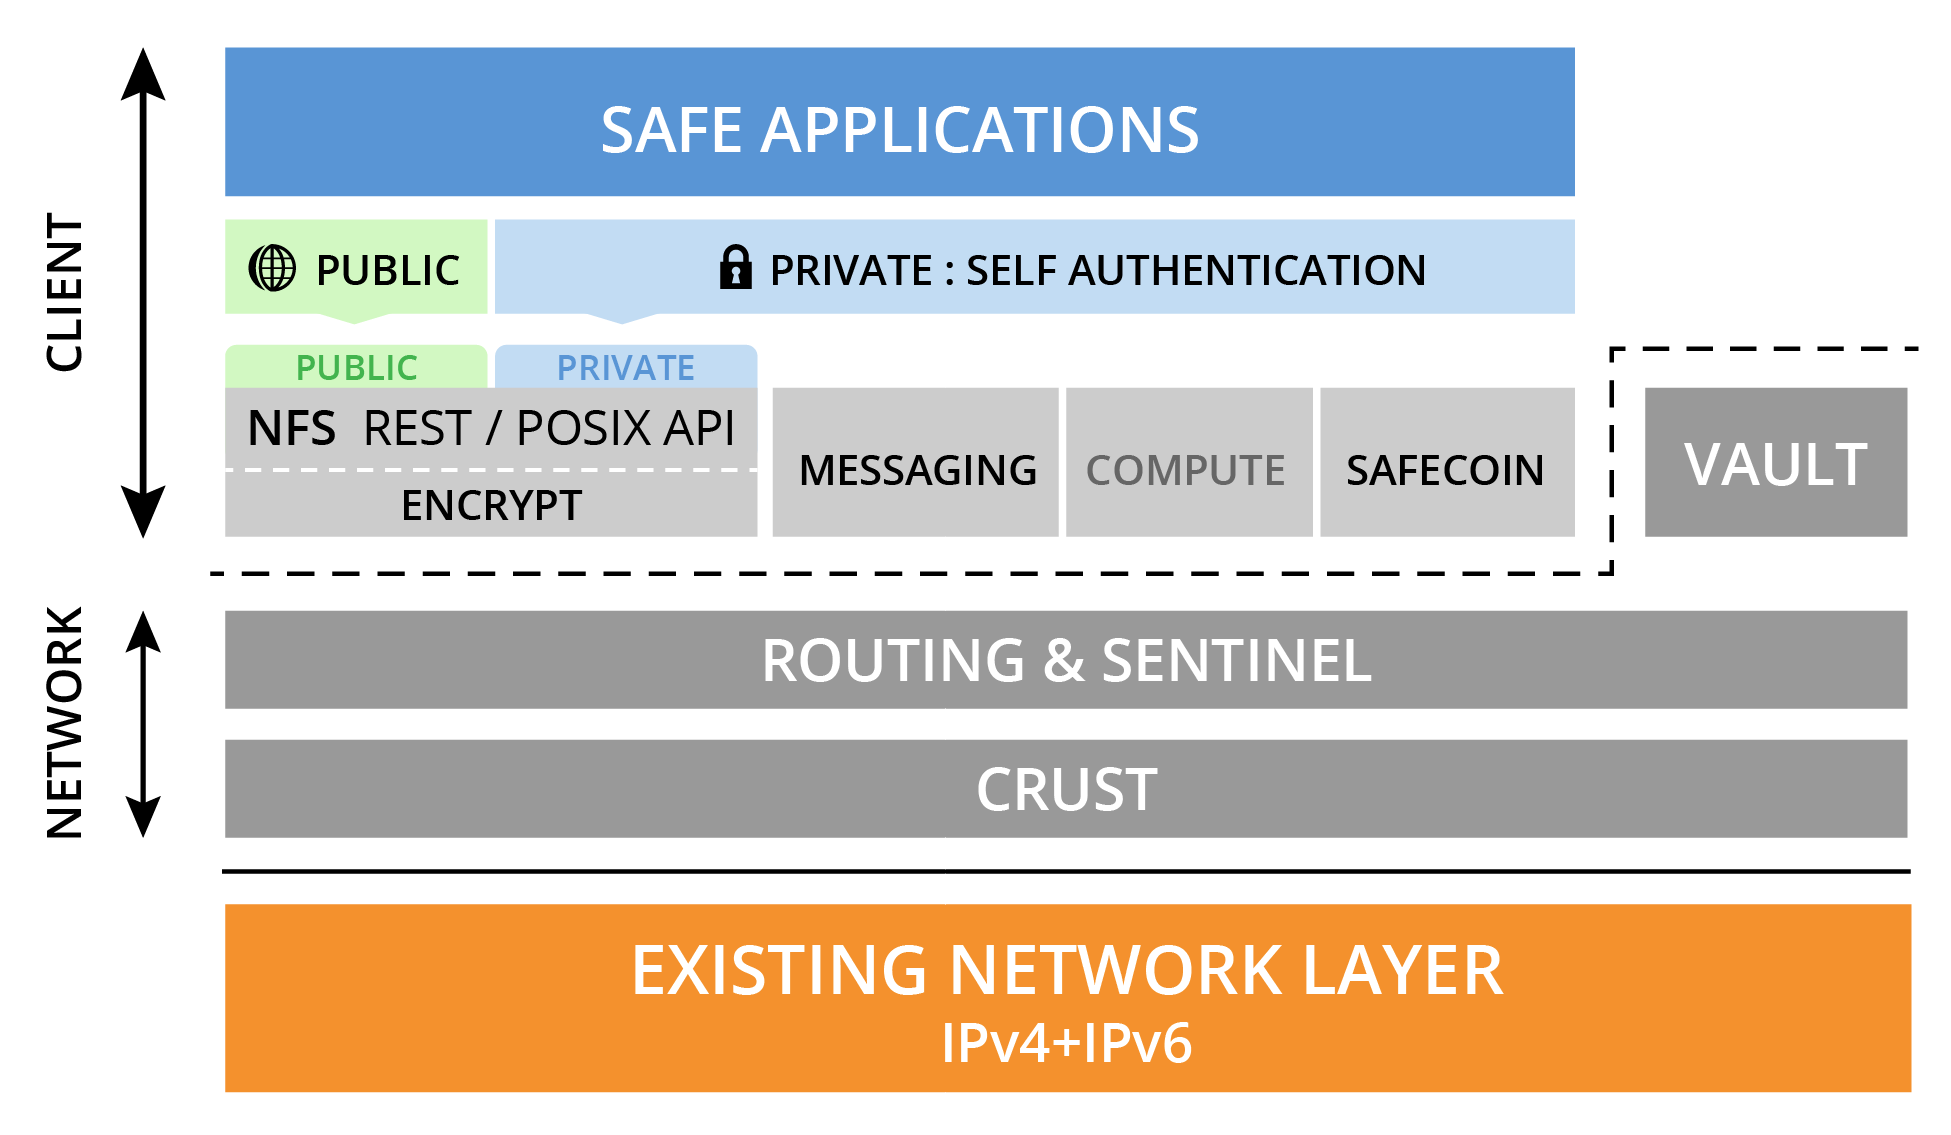 SAFE APPLICATIONS
PUBLIC
PRIVATE : SELF AUTHENTICATION
CLIENT
PUBLIC
PRIVATE
NFS REST / POSIX API
ENCRYPT
MESSAGING
COMPUTE
SAFECOIN
VAULT
NETWORK
ROUTING & SENTINEL
CRUST
EXISTING NETWORK LAYER
IPv4+IPv6